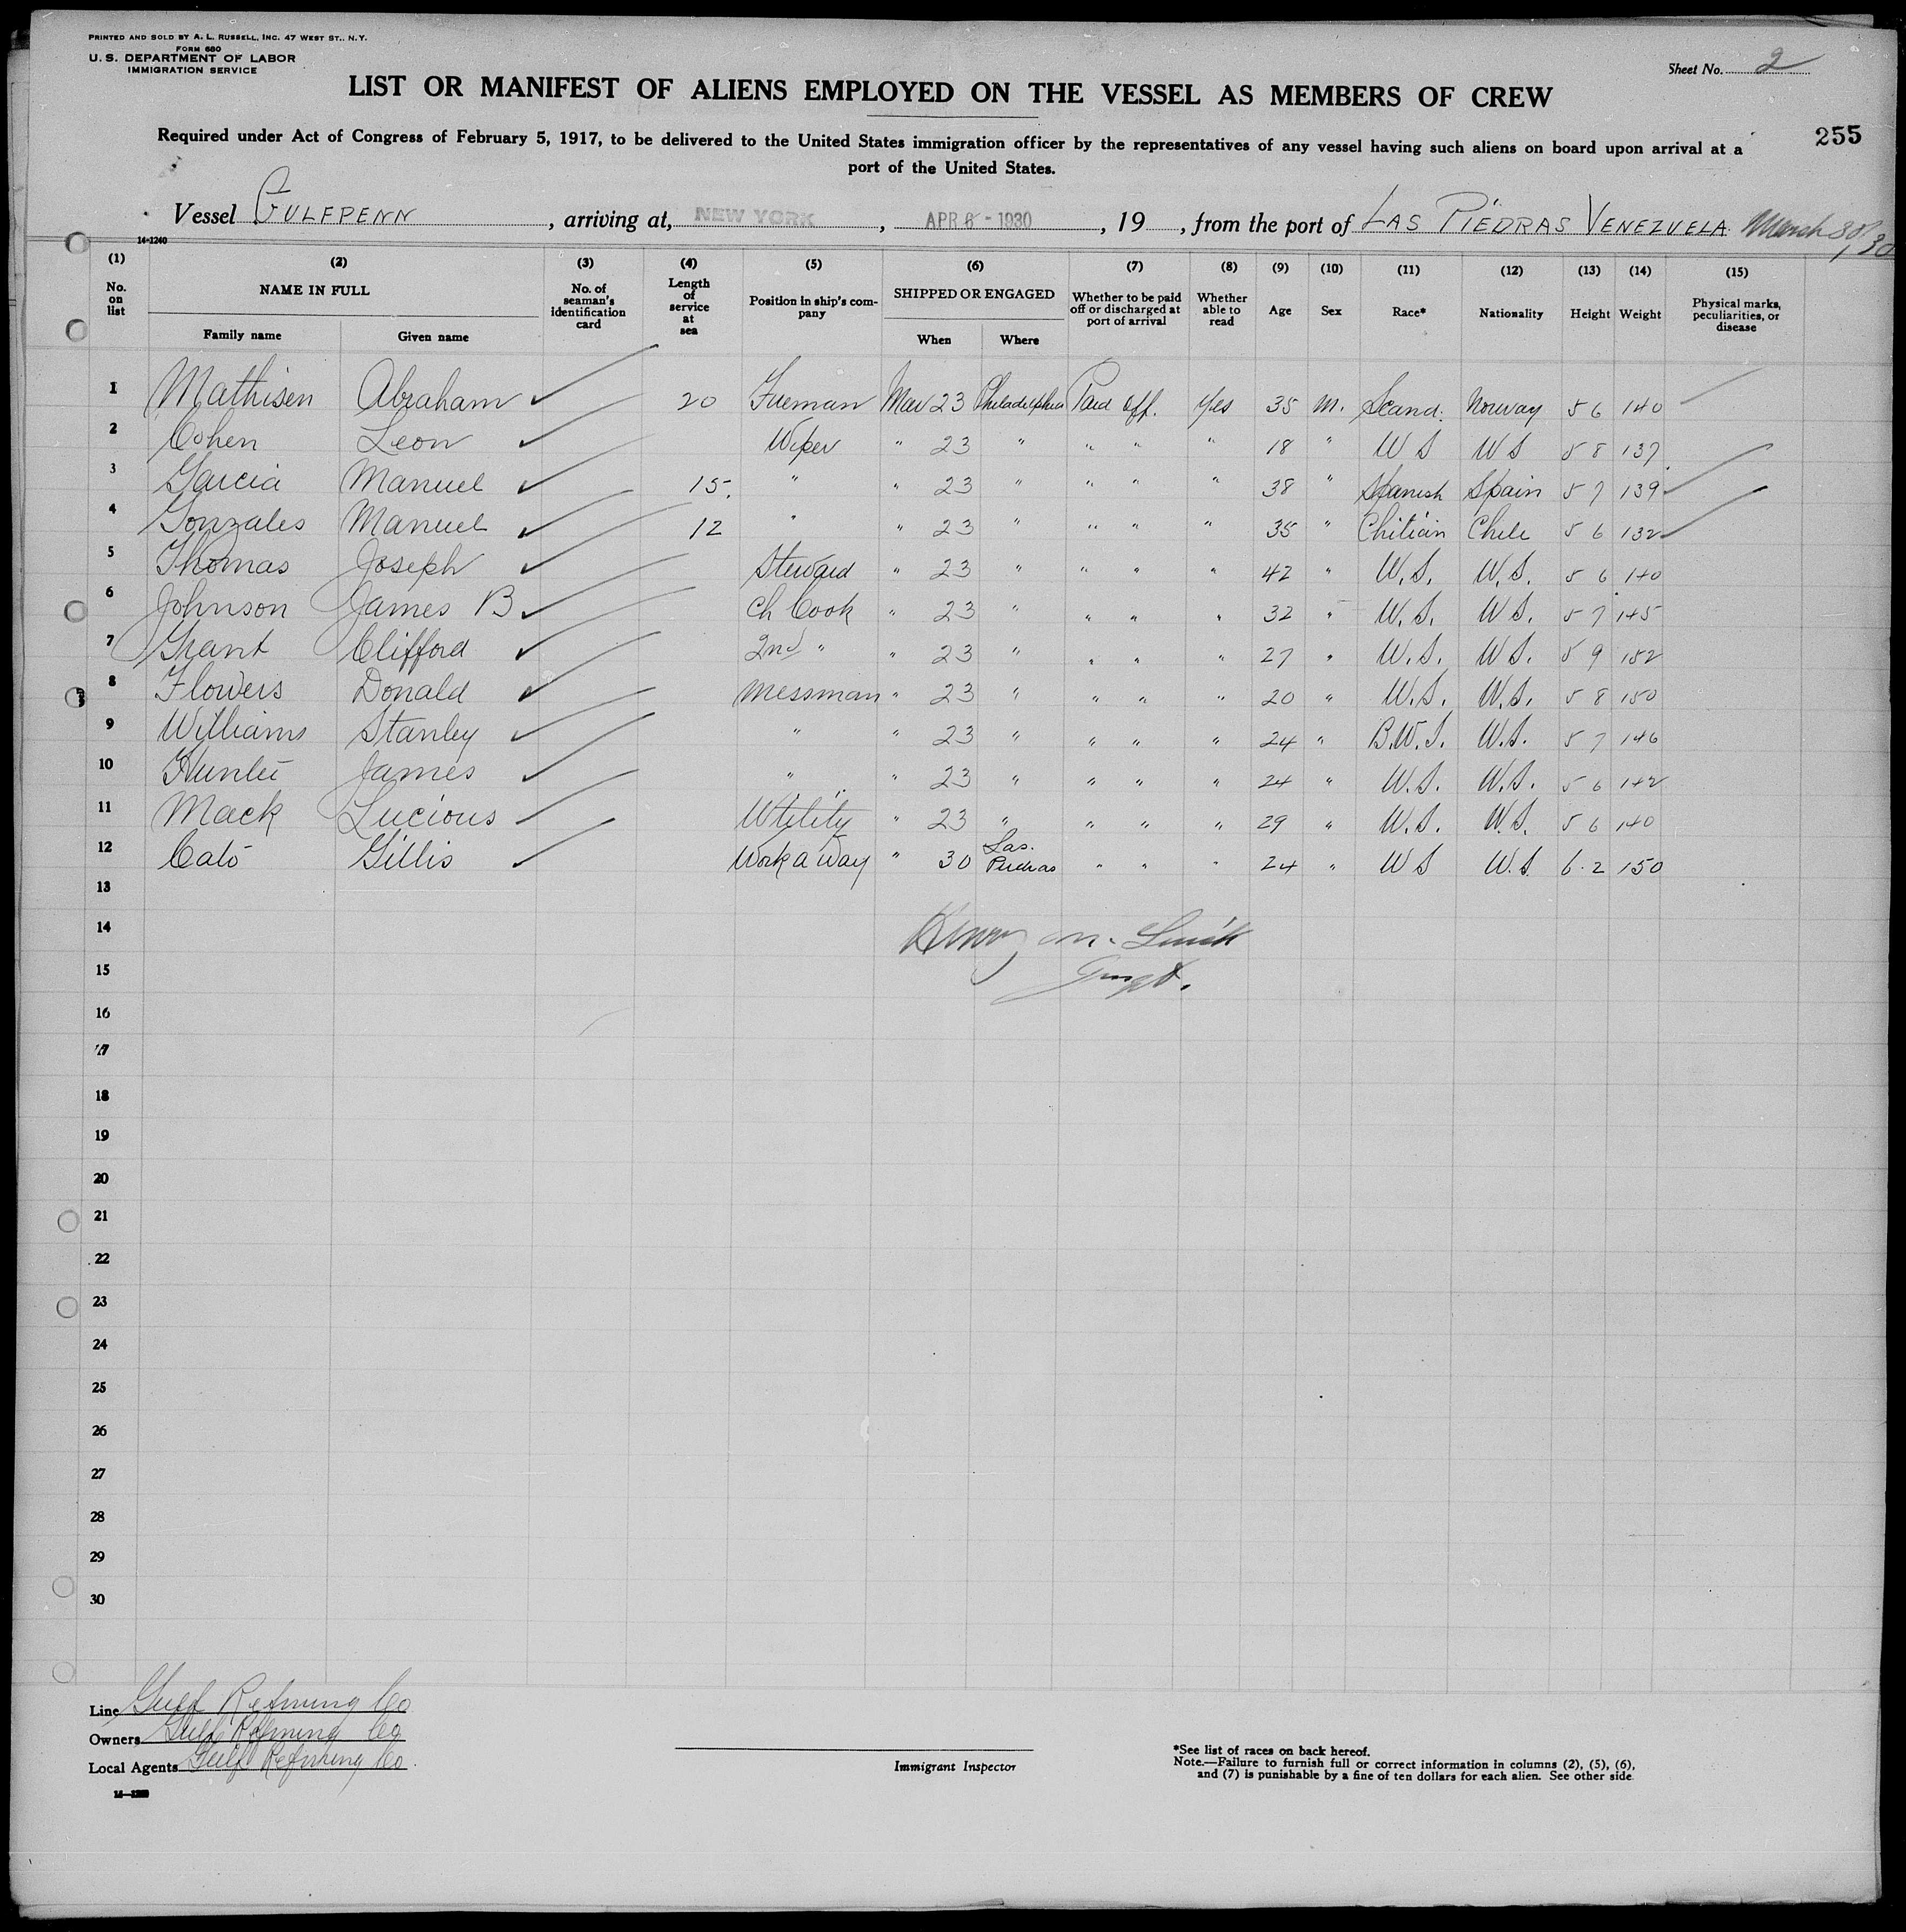 PRINTED AND SOLD BY A. L. RUSSELL, INC. 47 WEST ST., N.Y.
FORM 680
U. S. DEPARTMENT OF LABOR
IMMIGRATION SERVICE
Sheet No. 2
LIST OR MANIFEST OF ALIENS EMPLOYED ON THE VESSEL AS MEMBERS OF CREW
255
Required under Act of Congress of February 5, 1917, to be delivered to the United States immigration officer by the representatives of any vessel having such aliens on board upon arrival at a
port of the United States.
Vessel GULFPENN, arriving at, NEW YORK, APR 6 - 1930, 19, from the port of LAS PIEDRAS VENEZUELA. March 30/30
14-1240
(1) (2) (3) (4) (5) (6) (7) (8) (9) (10) (11) (12) (13) (14) (15)
No. on list NAME IN FULL Family name Given name No. of seaman's identification card Length of service at sea Position in ship's company SHIPPED OR ENGAGED When Where Whether to be paid off or discharged at port of arrival Whether able to read Age Sex Race* Nationality Height Weight Physical marks, peculiarities, or disease
1 Mathisen Abraham ✓ 20 Fireman Mar 23 Philadelphia Paid off. Yes 35 M. Scand. Norway 5 6 140
2 Cohen Leon ✓ Wiper " 23 " " " " 18 " U S U S 5 8 137
3 Garcia Manuel ✓ 15. " " 23 " " " " 38 " Spanish Spain 5 7 139
4 Gonzales Manuel ✓ 12 " " 23 " " " " 35 " Chilian Chile 5 6 132
5 Thomas Joseph ✓ Steward " 23 " " " " 42 " U.S. U.S. 5 6 140
6 Johnson James B ✓ Ch Cook " 23 " " " " 32 " U.S. U S. 5 7 145
7 Grant Clifford ✓ 2nd " " 23 " " " " 27 " U.S. U S. 5 9 152
8 Flowers Donald ✓ Messman " 23 " " " " 20 " U.S. U.S. 5 8 150
9 Williams Stanley ✓ " " 23 " " " " 24 " B.W.I. U.S. 5 7 146
10 Hunter James ✓ " " 23 " " " " 24 " U.S. U.S. 5 6 142
11 Mack Lucious ✓ Utility " 23 " " " " 29 " U.S. U.S. 5 6 140
12 Cato Gillis ✓ Work a Way " 30 Las Piedras " " " 24 " U S U.S. 6 2 150
13
14
15
16
17
18
19
20
21
22
23
24
25
26
27
28
29
30
Line Gulf Refining Co
Owners Gulf Refining Co
Local Agents Gulf Refining Co.
Immigrant Inspector
*See list of races on back hereof.
Note.—Failure to furnish full or correct information in columns (2), (5), (6),
and (7) is punishable by a fine of ten dollars for each alien. See other side.